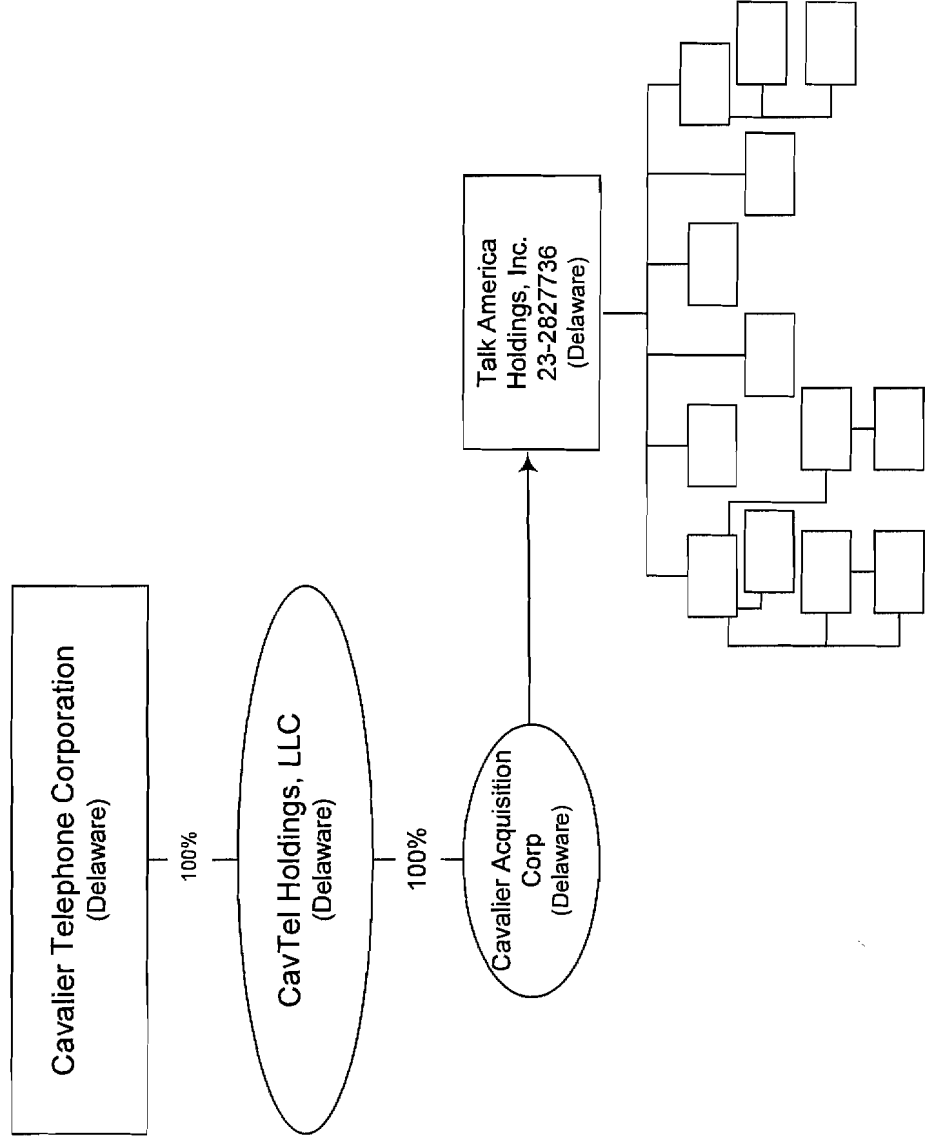 Cavalier Telephone Corporation
(Delaware)
100%
CavTel Holdings, LLC
(Delaware)
100%
Cavalier Acquisition
Corp
(Delaware)
Talk America
Holdings, Inc.
23-2827736
(Delaware)